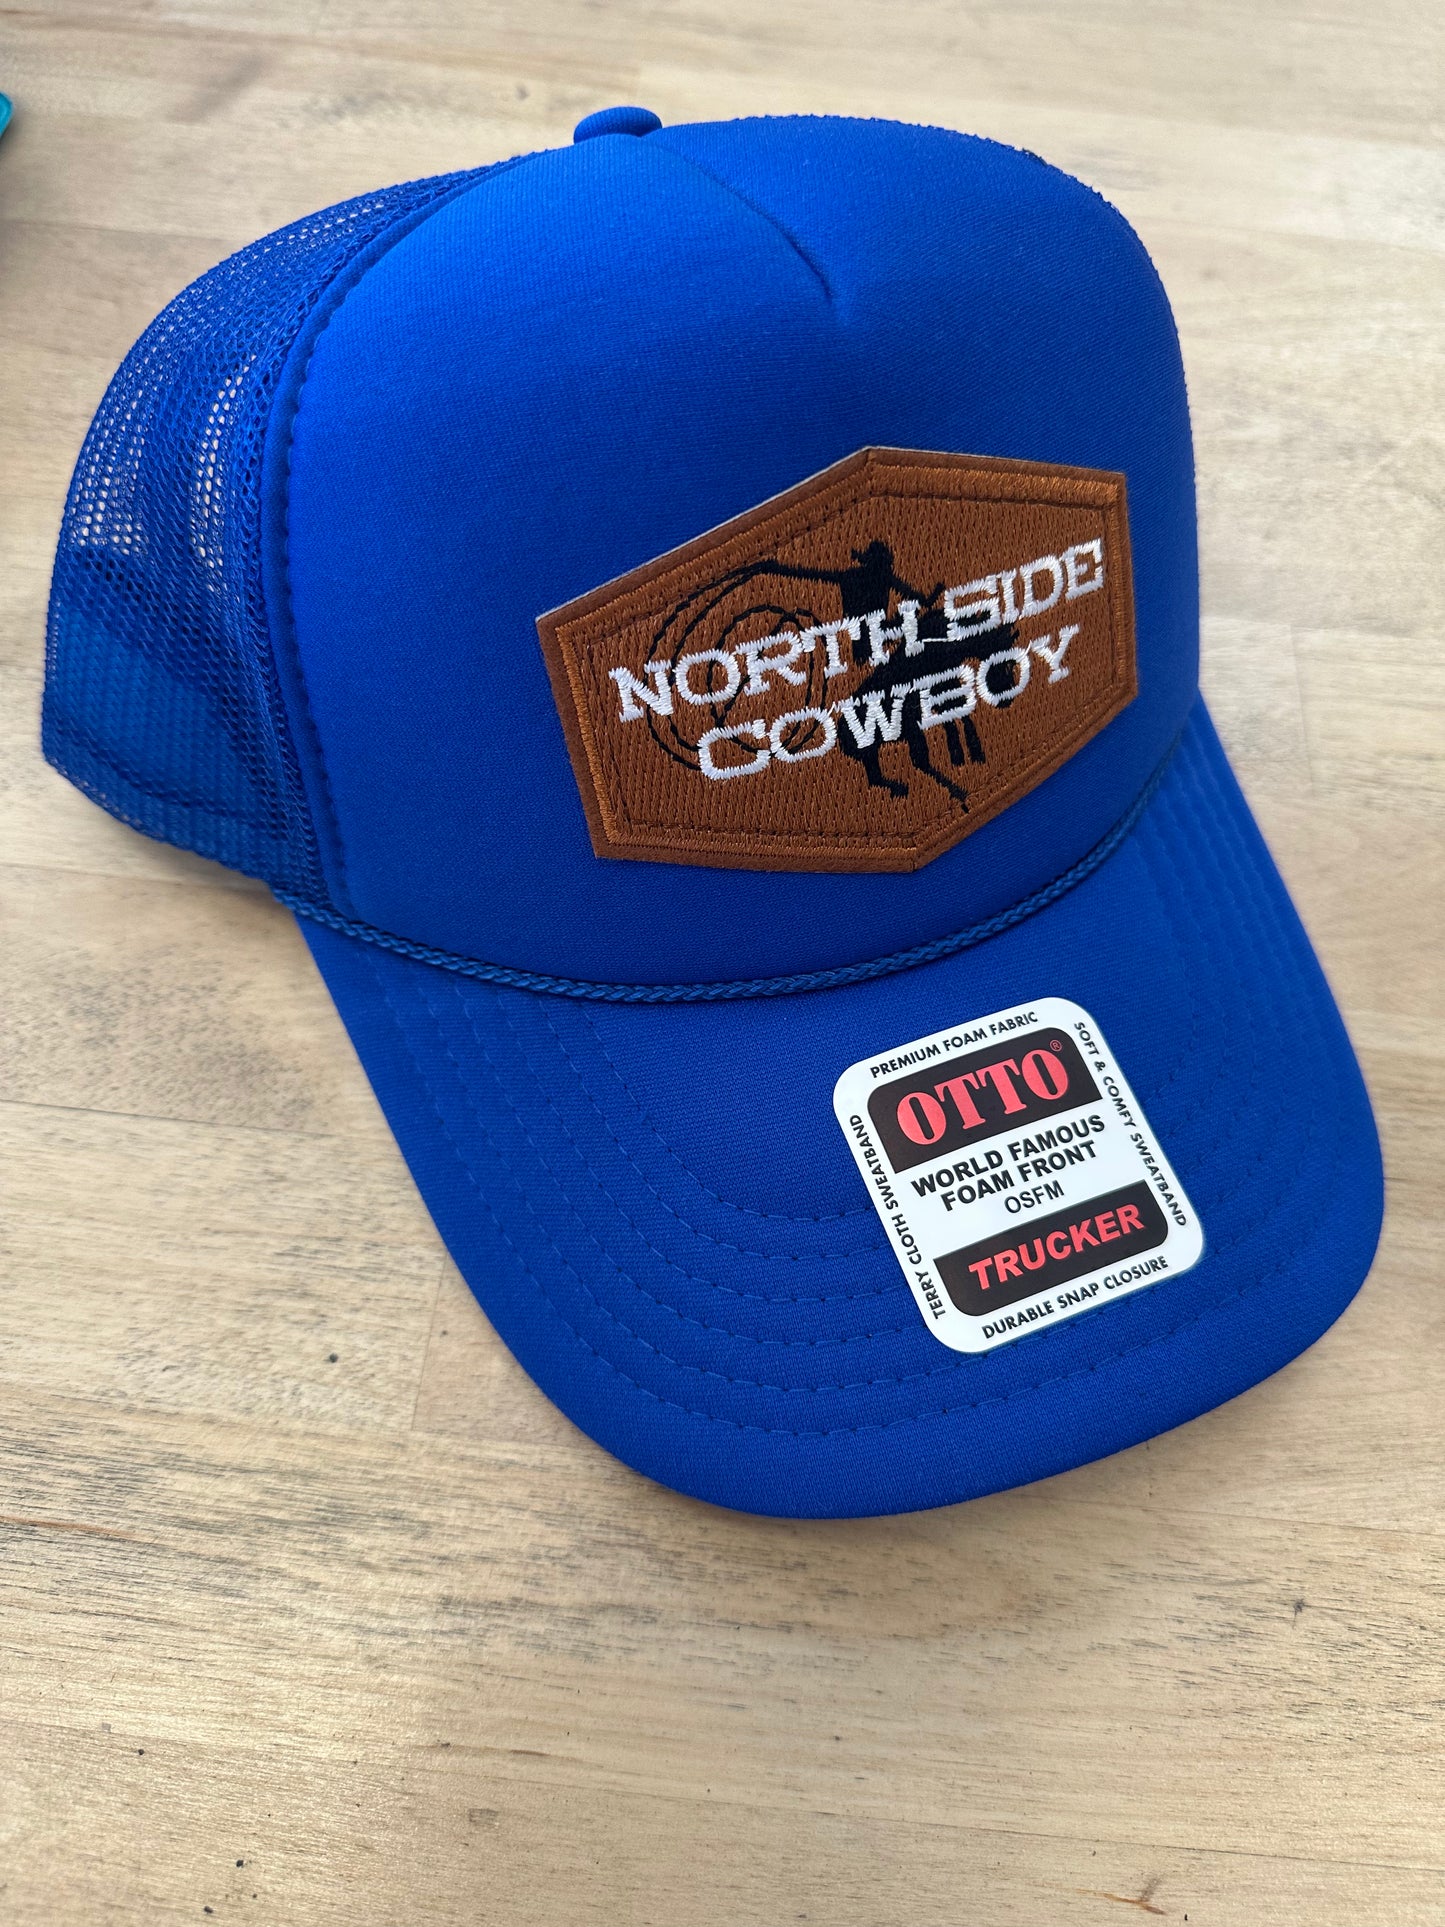 NORTH SIDE
COWBOY
PREMIUM FOAM FABRIC
OTTO®
WORLD FAMOUS
FOAM FRONT
OSFM
TRUCKER
DURABLE SNAP CLOSURE
TERRY CLOTH SWEATBAND
SOFT & COMFY SWEATBAND